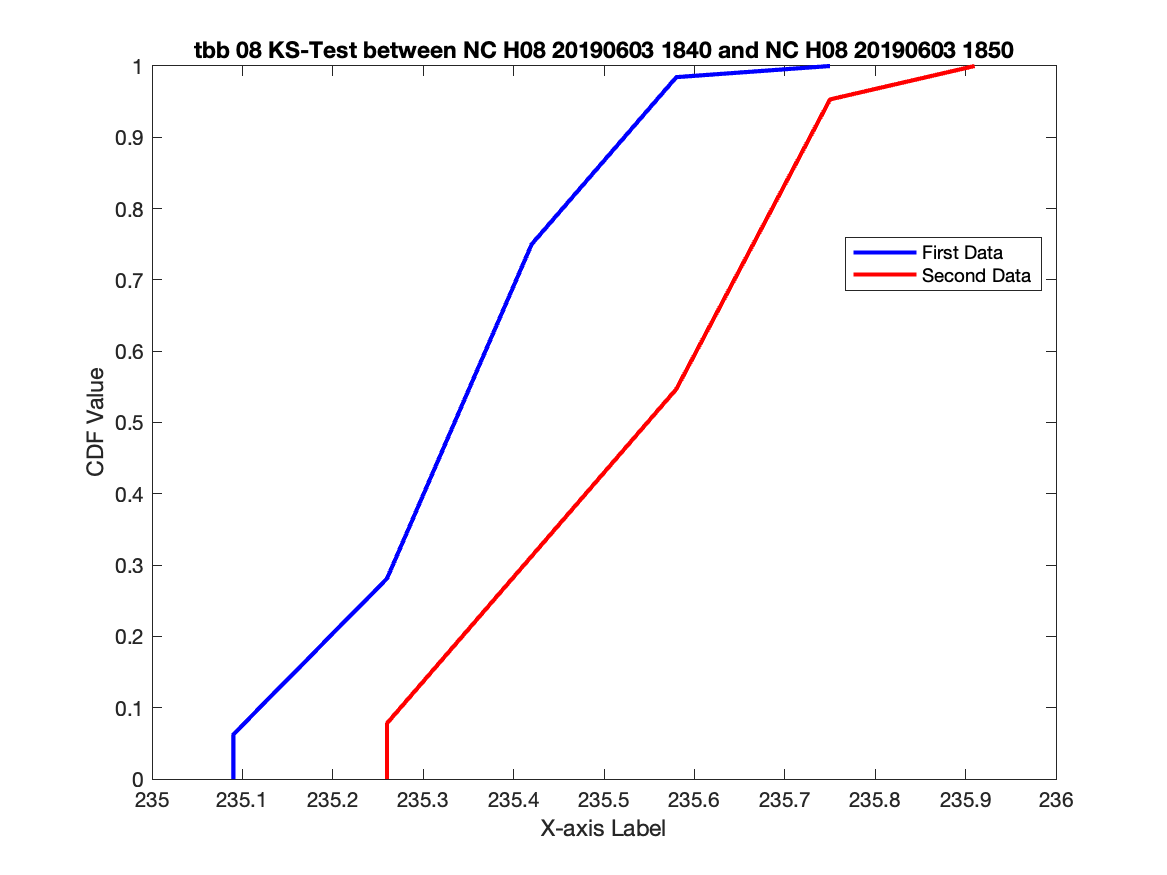 tbb 08 KS-Test between NC H08 20190603 1840 and NC H08 20190603 1850
1
0.9
0.8
0.7
0.6
0.5
0.4
0.3
0.2
0.1
0
CDF Value
First Data
Second Data
235 235.1 235.2 235.3 235.4 235.5 235.6 235.7 235.8 235.9 236
X-axis Label